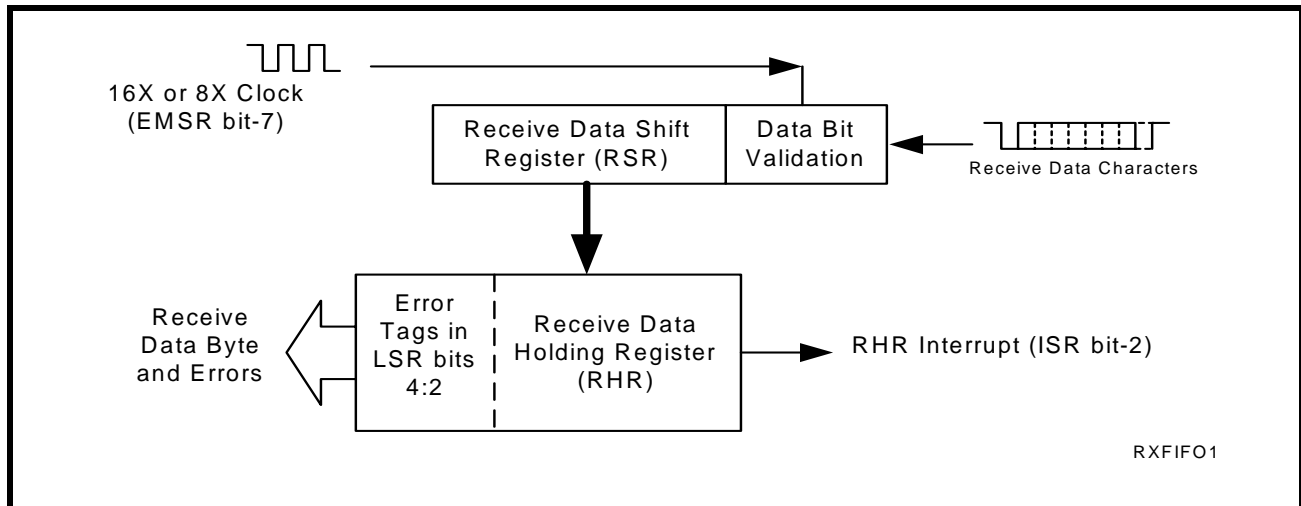 16X or 8X Clock
(EMSR bit-7)
Receive Data Shift
Register (RSR)
Data Bit
Validation
Receive Data Characters
Receive
Data Byte
and Errors
Error
Tags in
LSR bits
4:2
Receive Data
Holding Register
(RHR)
RHR Interrupt (ISR bit-2)
RXFIFO1